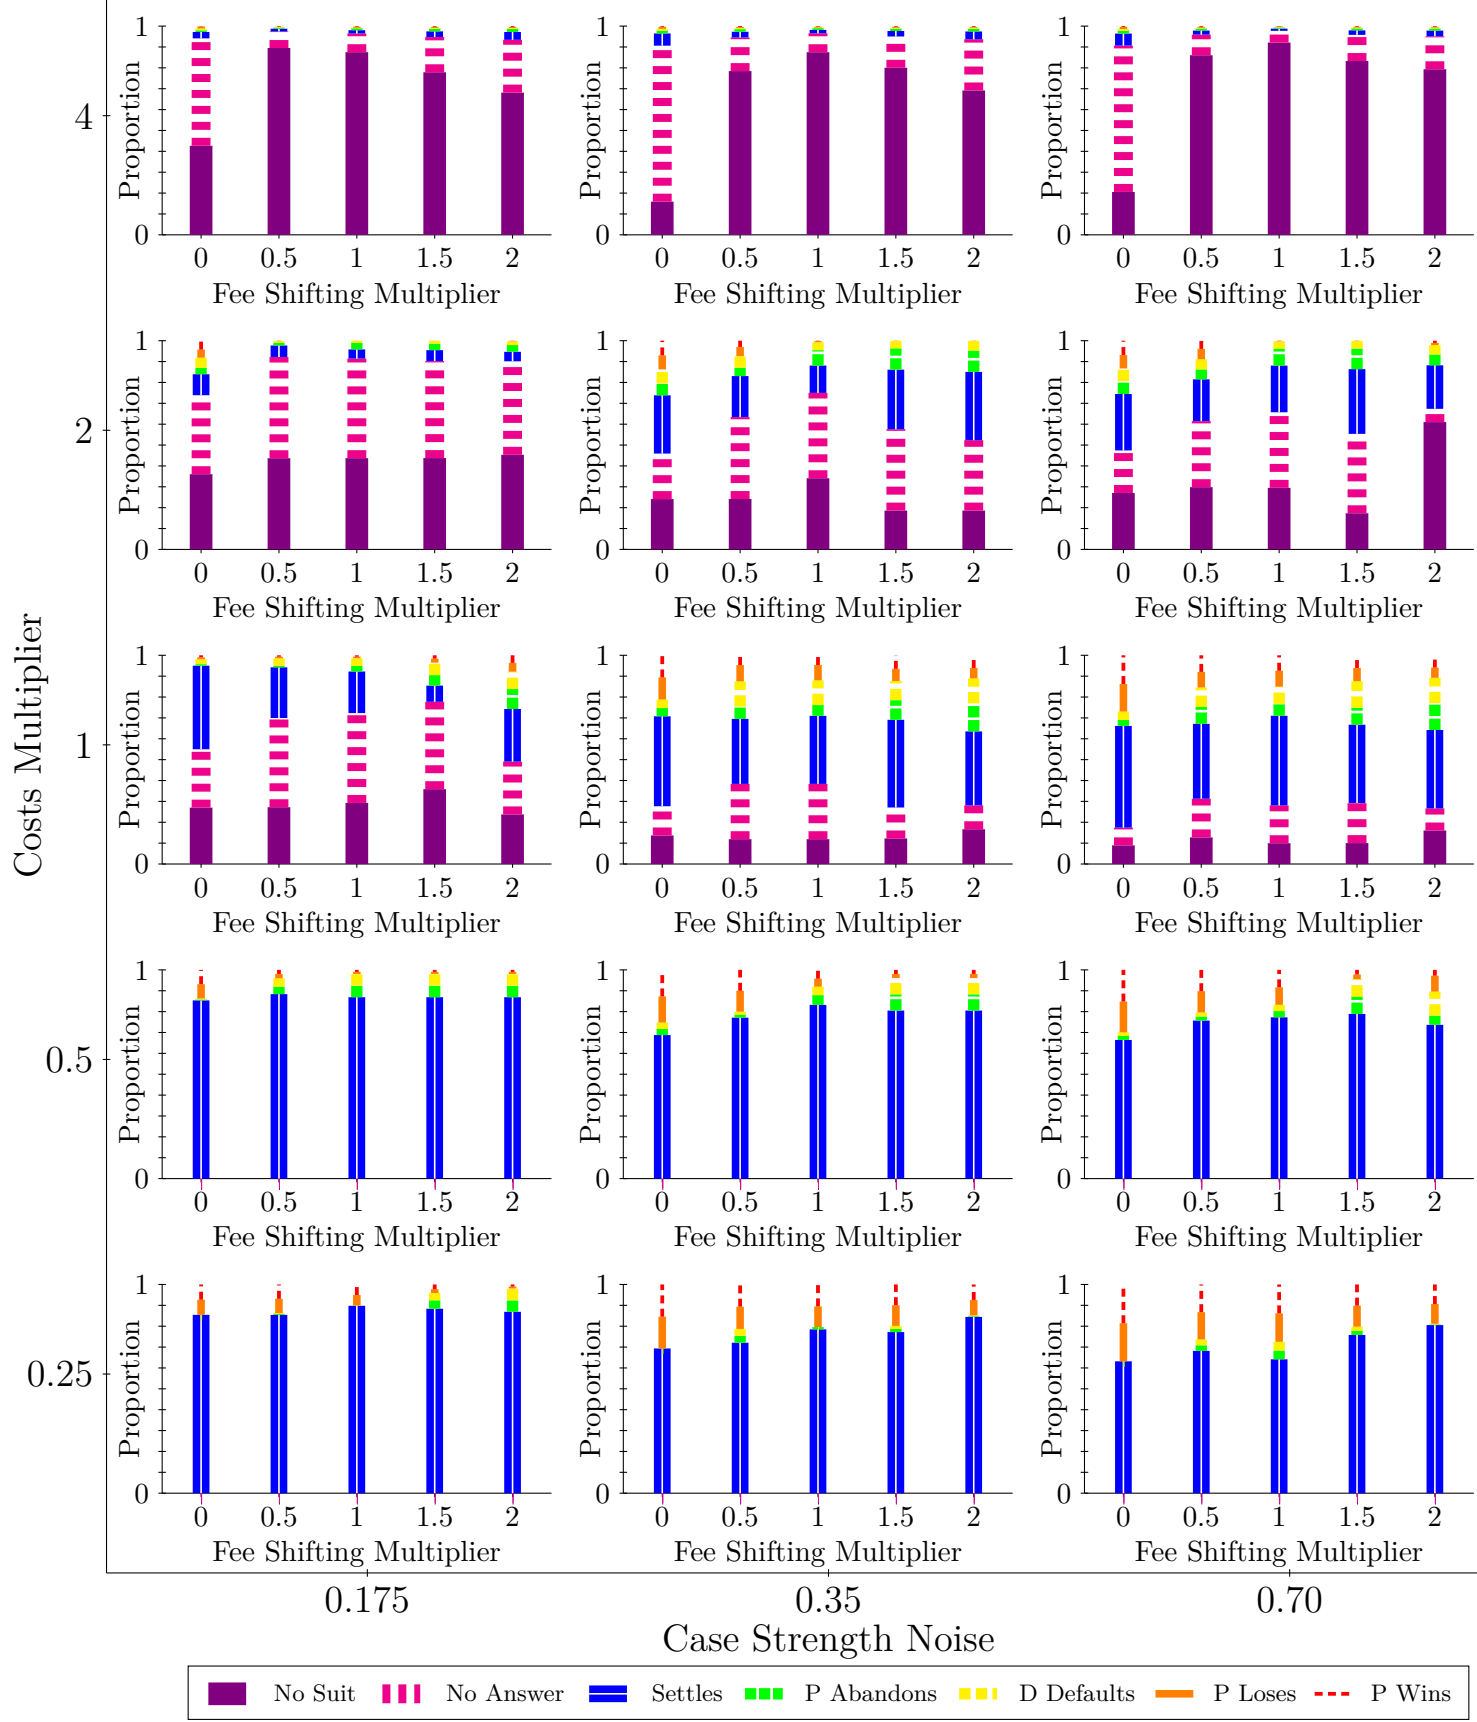 Costs Multiplier
4
Proportion
1
0
0 0.5 1 1.5 2
Fee Shifting Multiplier
Proportion
1
0
0 0.5 1 1.5 2
Fee Shifting Multiplier
Proportion
1
0
0 0.5 1 1.5 2
Fee Shifting Multiplier
2
Proportion
1
0
0 0.5 1 1.5 2
Fee Shifting Multiplier
Proportion
1
0
0 0.5 1 1.5 2
Fee Shifting Multiplier
Proportion
1
0
0 0.5 1 1.5 2
Fee Shifting Multiplier
1
Proportion
1
0
0 0.5 1 1.5 2
Fee Shifting Multiplier
Proportion
1
0
0 0.5 1 1.5 2
Fee Shifting Multiplier
Proportion
1
0
0 0.5 1 1.5 2
Fee Shifting Multiplier
0.5
Proportion
1
0
0 0.5 1 1.5 2
Fee Shifting Multiplier
Proportion
1
0
0 0.5 1 1.5 2
Fee Shifting Multiplier
Proportion
1
0
0 0.5 1 1.5 2
Fee Shifting Multiplier
0.25
Proportion
1
0
0 0.5 1 1.5 2
Fee Shifting Multiplier
Proportion
1
0
0 0.5 1 1.5 2
Fee Shifting Multiplier
Proportion
1
0
0 0.5 1 1.5 2
Fee Shifting Multiplier
0.175 0.35 0.70
Case Strength Noise
No Suit No Answer Settles P Abandons D Defaults P Loses P Wins